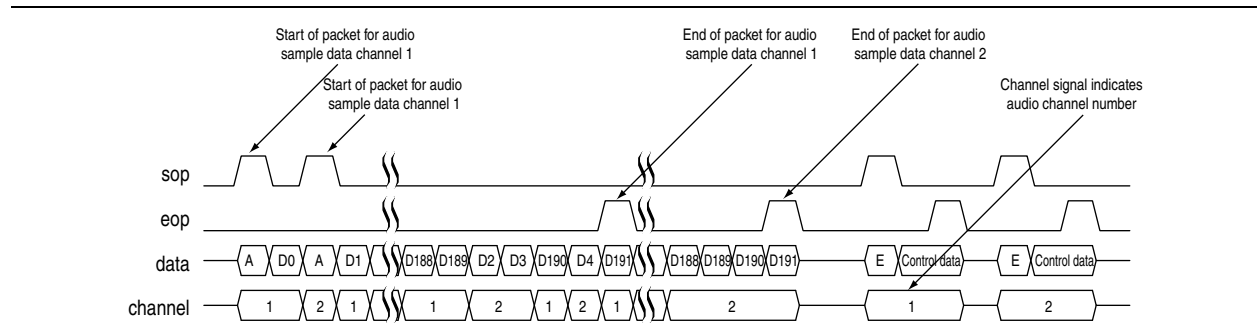 Start of packet for audio
sample data channel 1
Start of packet for audio
sample data channel 1
End of packet for audio
sample data channel 1
End of packet for audio
sample data channel 2
Channel signal indicates
audio channel number
sop
eop
data A D0 A D1 D188 D189 D2 D3 D190 D4 D191 D188 D189 D190 D191 E Control data E Control data
channel 1 2 1 1 2 1 2 1 2 1 2